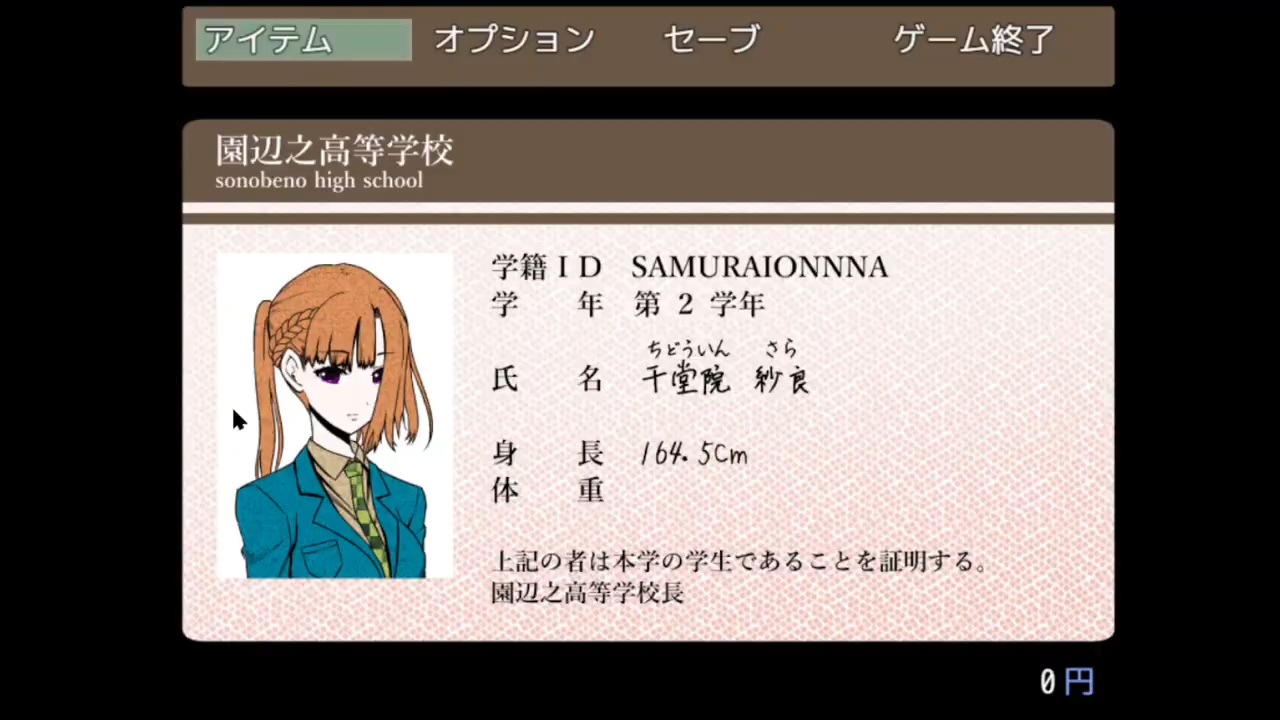 アイテム オプション セーブ ゲーム終了
園辺之高等学校
sonobeno high school
学籍ID SAMURAIONNNA
学年 第2学年
ちどういん さら
氏名 千堂院 紗良
身長 164.5cm
体重
上記の者は本学の学生であることを証明する。
園辺之高等学校長
0円